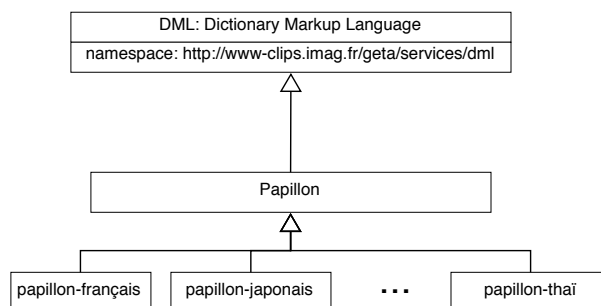 DML: Dictionary Markup Language
namespace: http://www-clips.imag.fr/geta/services/dml
Papillon
papillon-français papillon-japonais ... papillon-thaï